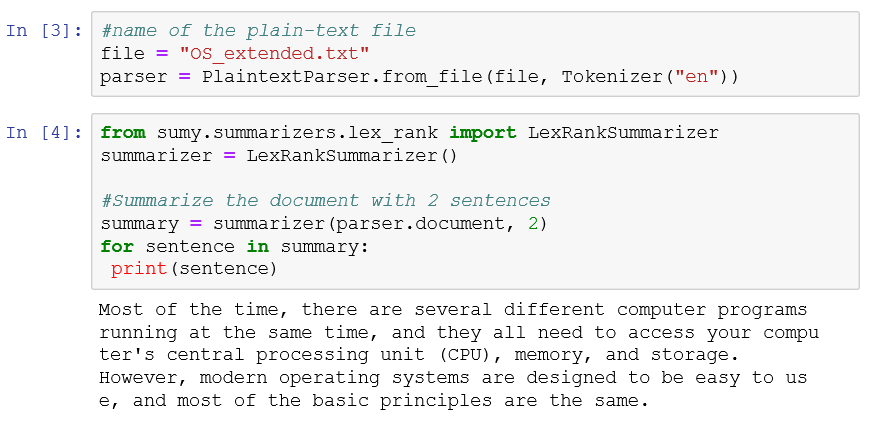 In [3]: #name of the plain-text file
file = "OS_extended.txt"
parser = PlaintextParser.from_file(file, Tokenizer("en"))
In [4]: from sumy.summarizers.lex_rank import LexRankSummarizer
summarizer = LexRankSummarizer()
#Summarize the document with 2 sentences
summary = summarizer(parser.document, 2)
for sentence in summary:
 print(sentence)
Most of the time, there are several different computer programs
running at the same time, and they all need to access your compu
ter's central processing unit (CPU), memory, and storage.
However, modern operating systems are designed to be easy to us
e, and most of the basic principles are the same.